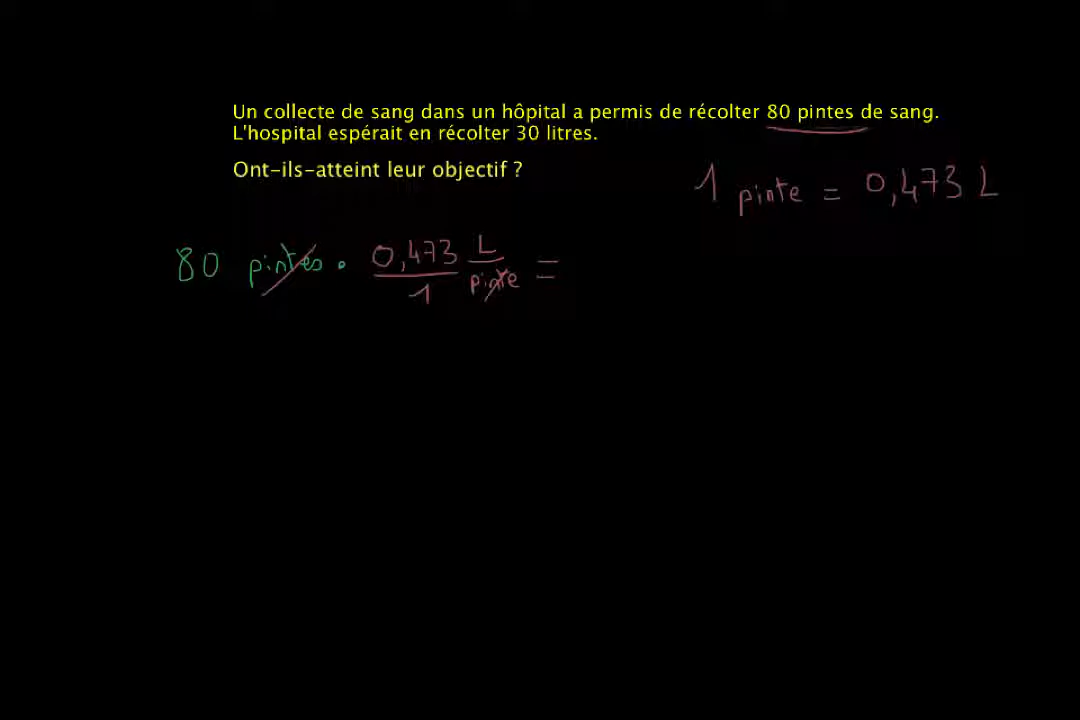 Un collecte de sang dans un hôpital a permis de récolter 80 pintes de sang.
L'hospital espérait en récolter 30 litres.
Ont-ils-atteint leur objectif ?
1 pinte = 0,473 L
80 pintes • 0,473/1 L/pinte =